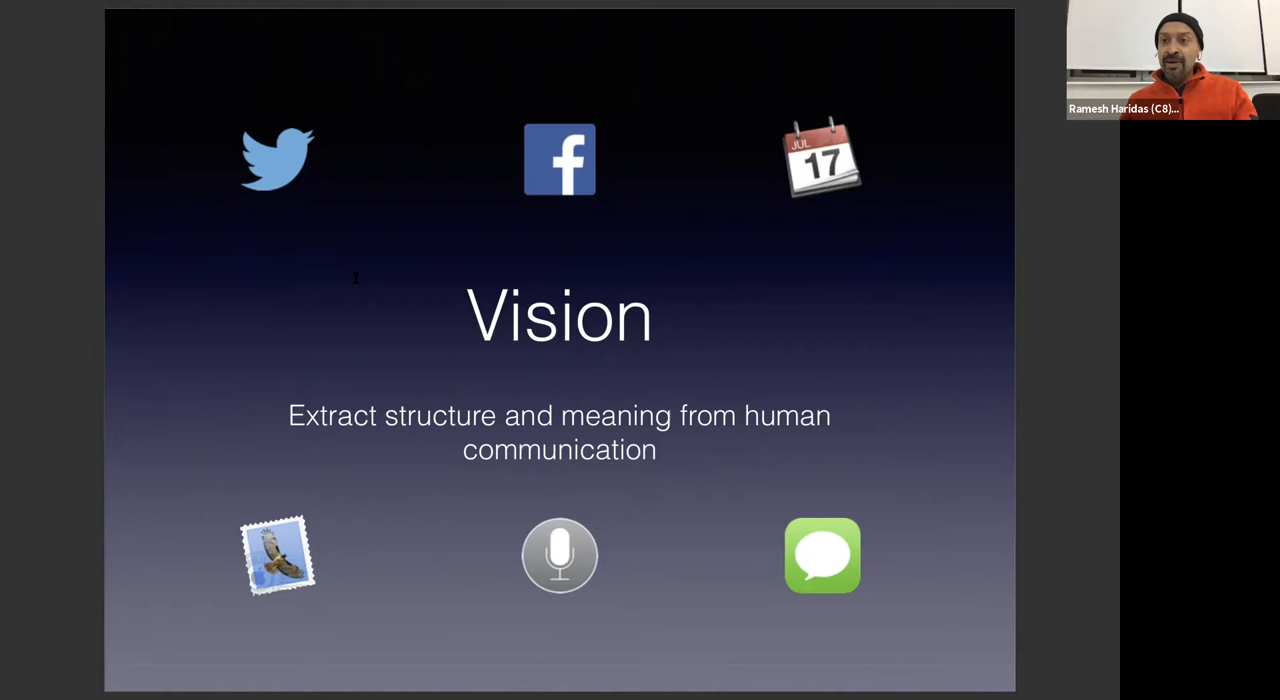 Ramesh Haridas (C8)...
JUL
17
Vision
Extract structure and meaning from human
communication